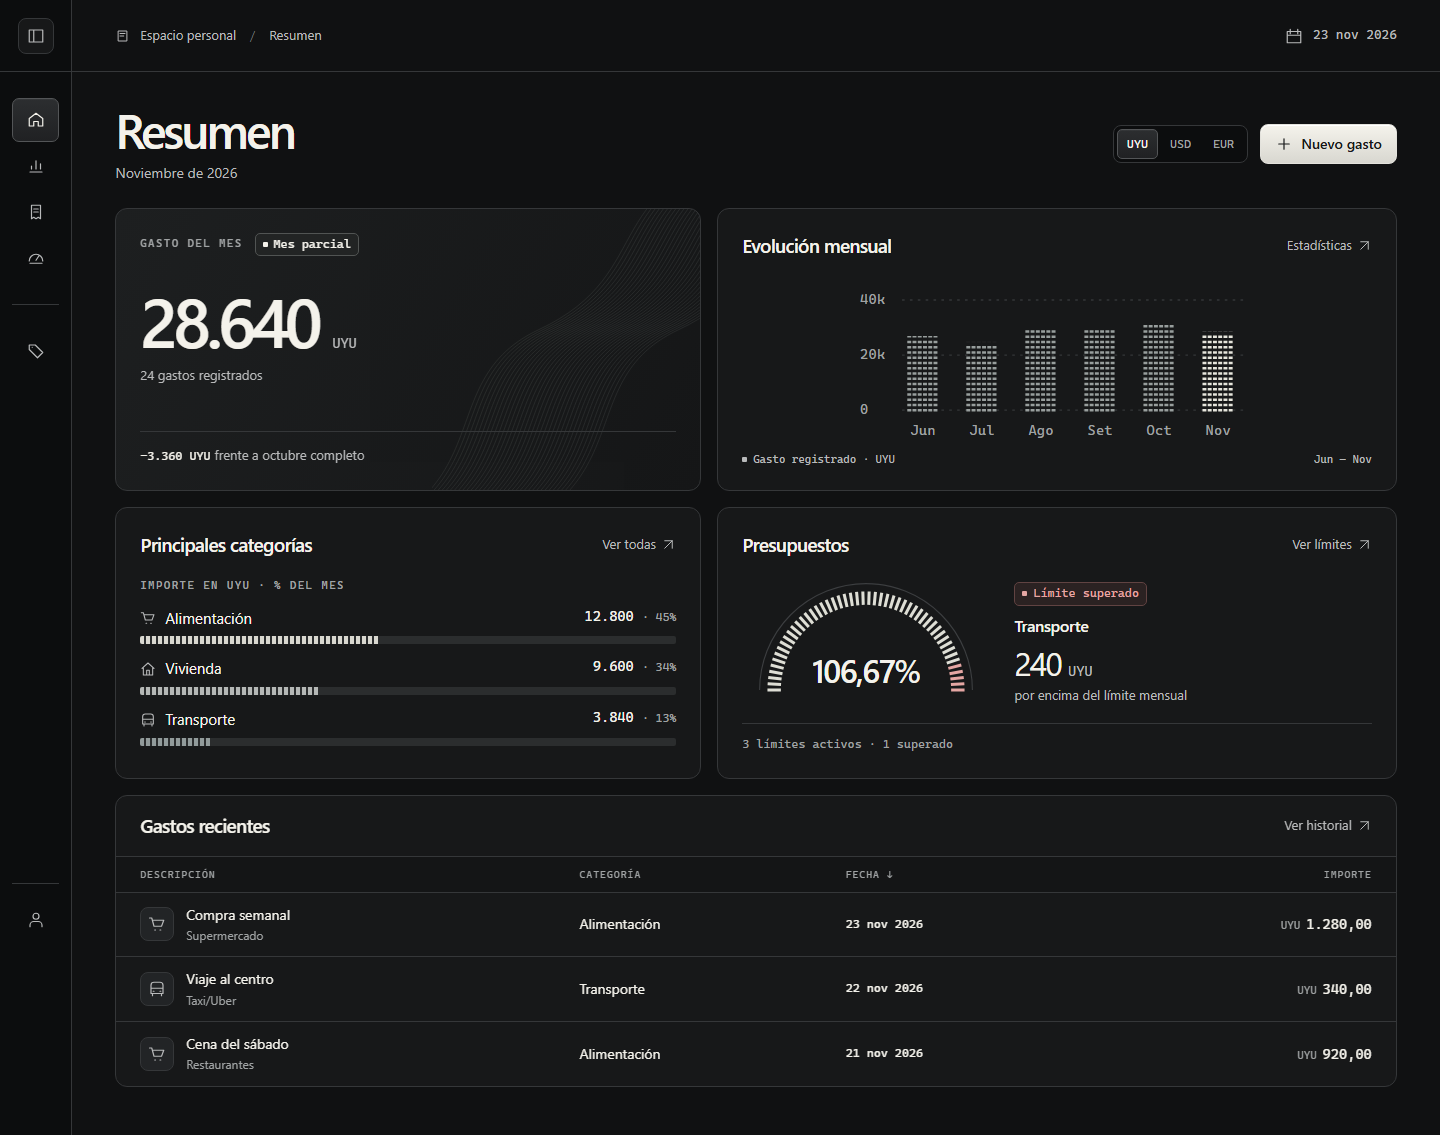 Espacio personal / Resumen
23 nov 2026
Resumen
Noviembre de 2026
UYU USD EUR
Nuevo gasto
GASTO DEL MES
Mes parcial
28.640 UYU
24 gastos registrados
−3.360 UYU frente a octubre completo
Evolución mensual
Estadísticas
40k
20k
0
Jun Jul Ago Set Oct Nov
Gasto registrado · UYU
Jun – Nov
Principales categorías
Ver todas
IMPORTE EN UYU · % DEL MES
Alimentación 12.800 · 45%
Vivienda 9.600 · 34%
Transporte 3.840 · 13%
Presupuestos
Ver límites
106,67%
Límite superado
Transporte
240 UYU
por encima del límite mensual
3 límites activos · 1 superado
Gastos recientes
Ver historial
DESCRIPCIÓN CATEGORÍA FECHA ↓ IMPORTE
Compra semanal
Supermercado
Alimentación 23 nov 2026 UYU 1.280,00
Viaje al centro
Taxi/Uber
Transporte 22 nov 2026 UYU 340,00
Cena del sábado
Restaurantes
Alimentación 21 nov 2026 UYU 920,00